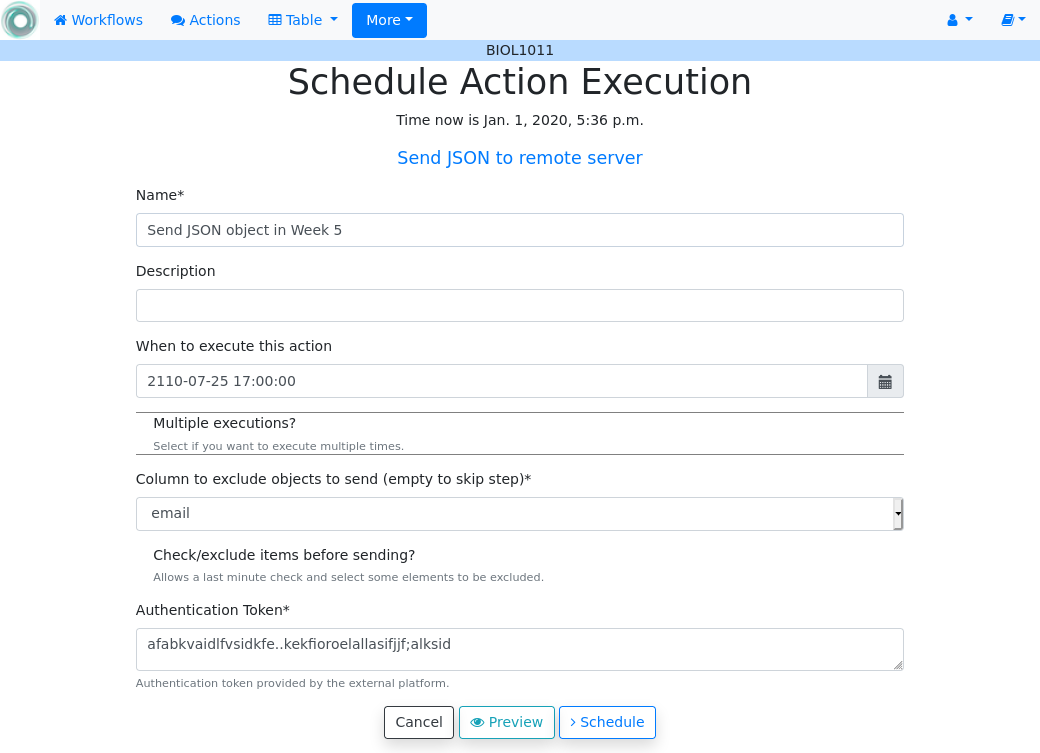 Workflows Actions Table More
BIOL1011
Schedule Action Execution
Time now is Jan. 1, 2020, 5:36 p.m.
Send JSON to remote server
Name*
Send JSON object in Week 5
Description
When to execute this action
2110-07-25 17:00:00
Multiple executions?
Select if you want to execute multiple times.
Column to exclude objects to send (empty to skip step)*
email
Check/exclude items before sending?
Allows a last minute check and select some elements to be excluded.
Authentication Token*
afabkvaidlfvsidkfe..kekfioroelallasifjjf;alksid
Authentication token provided by the external platform.
Cancel Preview Schedule